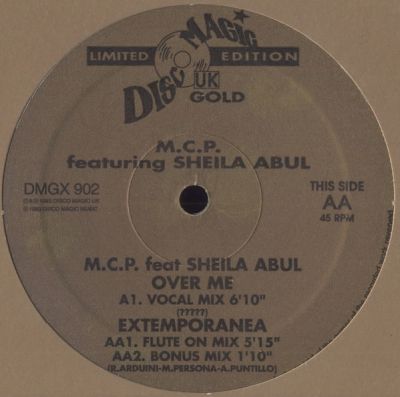 DISCO MAGIC
LIMITED EDITION
UK
GOLD
M.C.P.
featuring SHEILA ABUL
DMGX 902
THIS SIDE
AA
45 RPM
M.C.P. feat SHEILA ABUL
OVER ME
A1. VOCAL MIX 6'10"
(?????)
EXTEMPORANEA
AA1. FLUTE ON MIX 5'15"
AA2. BONUS MIX 1'10"
(R.ARDUINI-M.PERSONA-A.PUNTILLO)